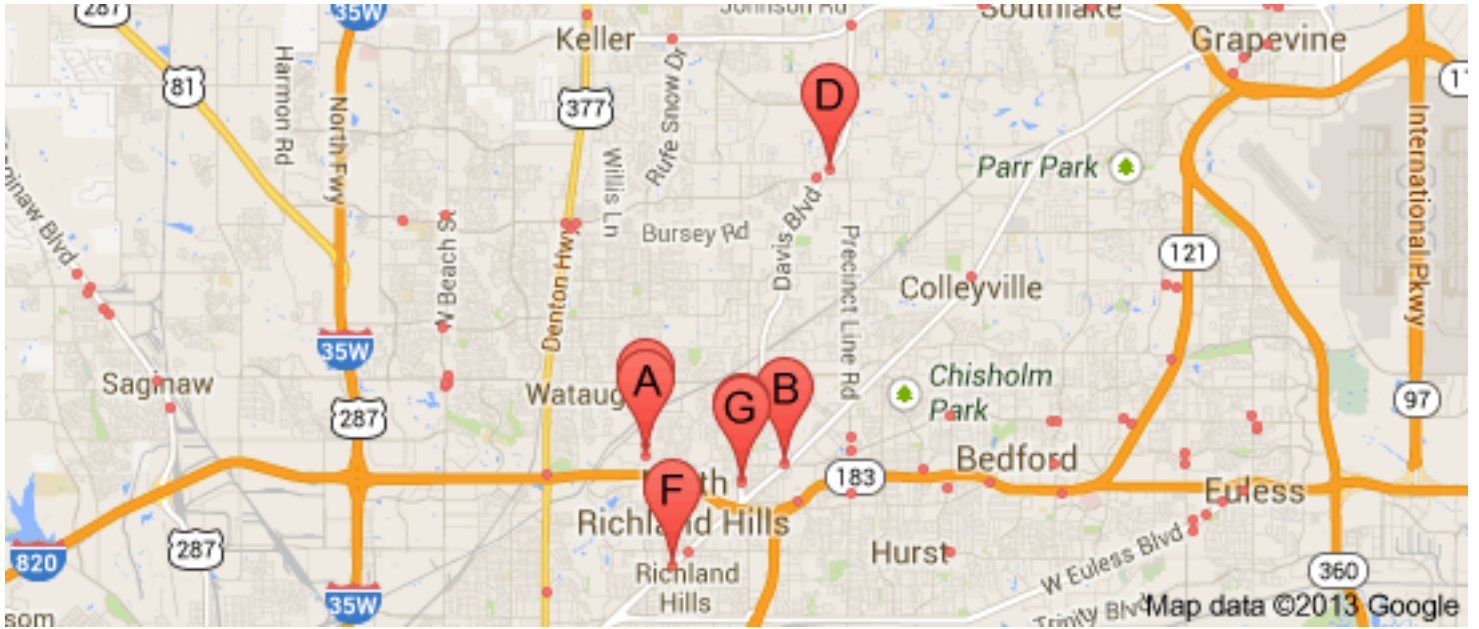 287
35W
Johnson Rd
Southlake
Keller
Grapevine
81
Harmon Rd
North Fwy
377
Rufe Snow Dr
D
International Pkwy
Willis Ln
Parr Park
Bursey Rd
Davis Blvd
Precinct Line Rd
121
N Beach St
Denton Hwy
Colleyville
35W
Saginaw
A
G
B
Chisholm
Park
287
97
Bedford
183
Euless
F
Richland Hills
287
820
Hurst
W Euless Blvd
Richland
Hills
35W
360
Trinity Blvd
Map data ©2013 Google